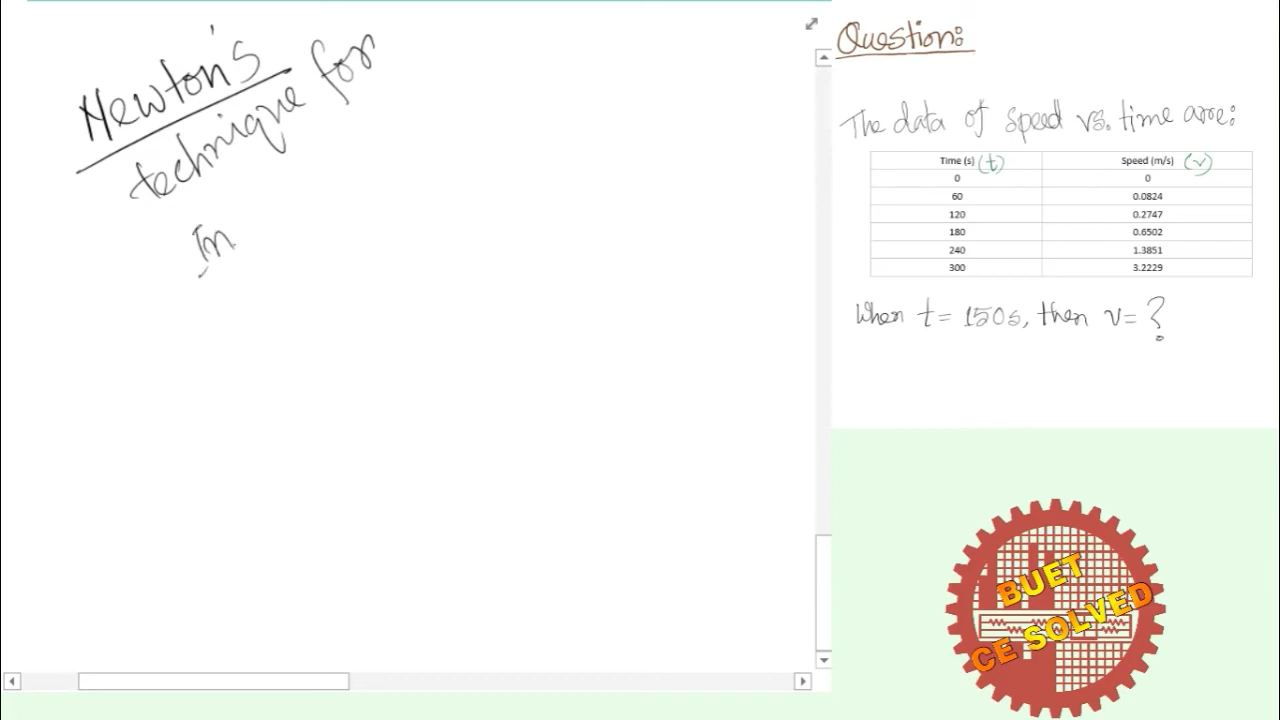 Newton's
technique for
In
Question:
The data of speed vs. time are:
Time (s) (t) Speed (m/s) (v)
0 0
60 0.0824
120 0.2747
180 0.6502
240 1.3851
300 3.2229
When t = 150s, then v = ?
BUET
CE SOLVED